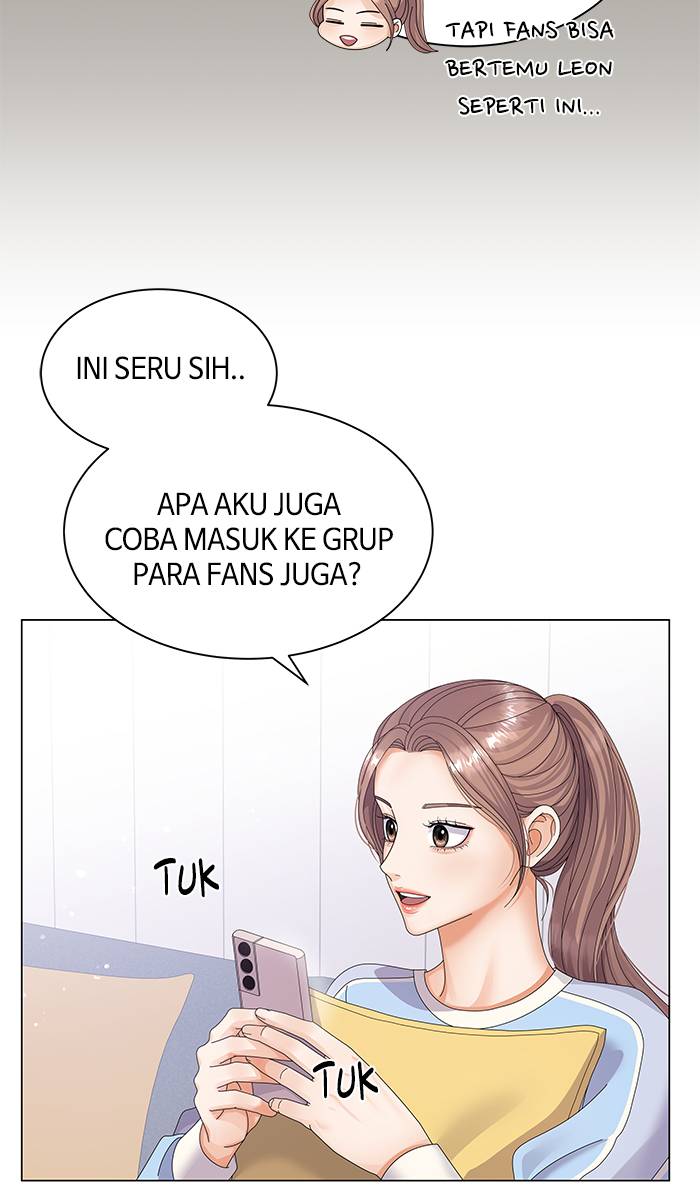 TAPI FANS BISA
BERTEMU LEON
SEPERTI INI...
INI SERU SIH..
APA AKU JUGA
COBA MASUK KE GRUP
PARA FANS JUGA?
TUK
TUK